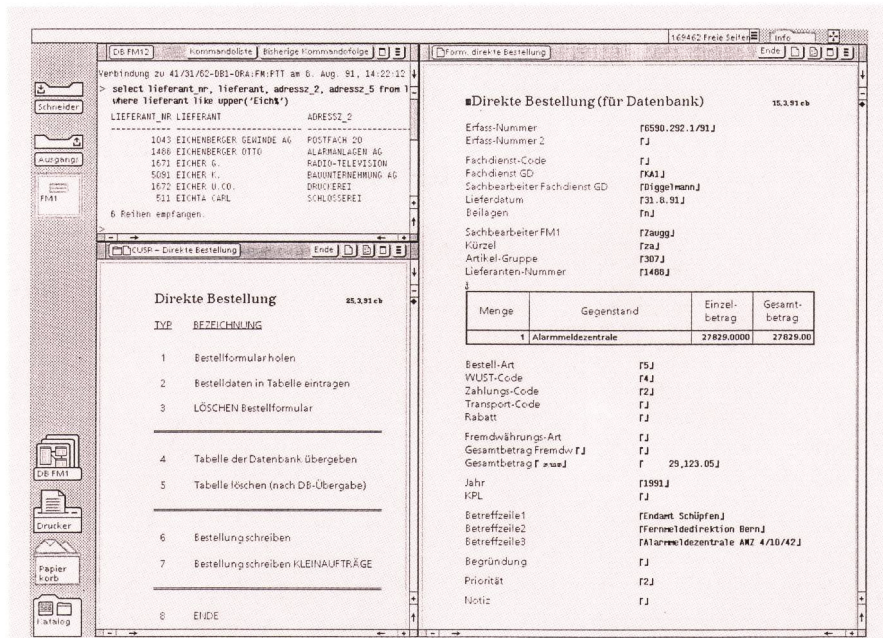 169462 Freie Seiten Info
DB FM12 Kommandoliste Bisherige Kommandofolge
Verbindung zu 41/31/62-DB1-ORA:FM:PTT am 8. Aug. 91, 14:22:12
> select lieferant_nr, lieferant, adressz_2, adressz_5 from l
where lieferant like upper('Eich%')
LIEFERANT_NR LIEFERANT ADRESSZ_2
1043 EICHENBERGER GEWINDE AG POSTFACH 20
1488 EICHENBERGER OTTO ALARMANLAGEN AG
1671 EICHER G. RADIO-TELEVISION
5091 EICHER K. BAUUNTERNEHMUNG AG
1672 EICHER U.CO. DRUCKEREI
511 EICHTA CARL SCHLOSSEREI
6 Reihen empfangen.
>
Schneider
Ausgang:
FM1
DB FM1
Drucker
Papier
korb
Katalog
CUSP - Direkte Bestellung Ende
Direkte Bestellung 25.3.91 cb
TYP BEZEICHNUNG
1 Bestellformular holen
2 Bestelldaten in Tabelle eintragen
3 LÖSCHEN Bestellformular
4 Tabelle der Datenbank übergeben
5 Tabelle löschen (nach DB-Übergabe)
6 Bestellung schreiben
7 Bestellung schreiben KLEINAUFTRÄGE
8 ENDE
Form. direkte Bestellung Ende
Direkte Bestellung (für Datenbank) 15.3.91 cb
Erfass-Nummer ⌈6590.292.1/91⌋
Erfass-Nummer 2 ⌈⌋
Fachdienst-Code ⌈⌋
Fachdienst GD ⌈KA1⌋
Sachbearbeiter Fachdienst GD ⌈Diggelmann⌋
Lieferdatum ⌈31.8.91⌋
Beilagen ⌈n⌋
Sachbearbeiter FM1 ⌈Zaugg⌋
Kürzel ⌈za⌋
Artikel-Gruppe ⌈307⌋
Lieferanten-Nummer ⌈1488⌋
Menge Gegenstand Einzel-betrag Gesamt-betrag
1 Alarmmeldezentrale 27829.0000 27829.00
Bestell-Art ⌈5⌋
WUST-Code ⌈4⌋
Zahlungs-Code ⌈2⌋
Transport-Code ⌈⌋
Rabatt ⌈⌋
Fremdwährungs-Art ⌈⌋
Gesamtbetrag Fremdw ⌈⌋ ⌈⌋
Gesamtbetrag ⌈ ⌋ ⌈ 29,123.05⌋
Jahr ⌈1991⌋
KPL ⌈⌋
Betreffzeile1 ⌈Endamt Schüpfen⌋
Betreffzeile2 ⌈Fernmeldedirektion Bern⌋
Betreffzeile3 ⌈Alarmmeldezentrale AMZ 4/10/42⌋
Begründung ⌈⌋
Priorität ⌈2⌋
Notiz ⌈⌋